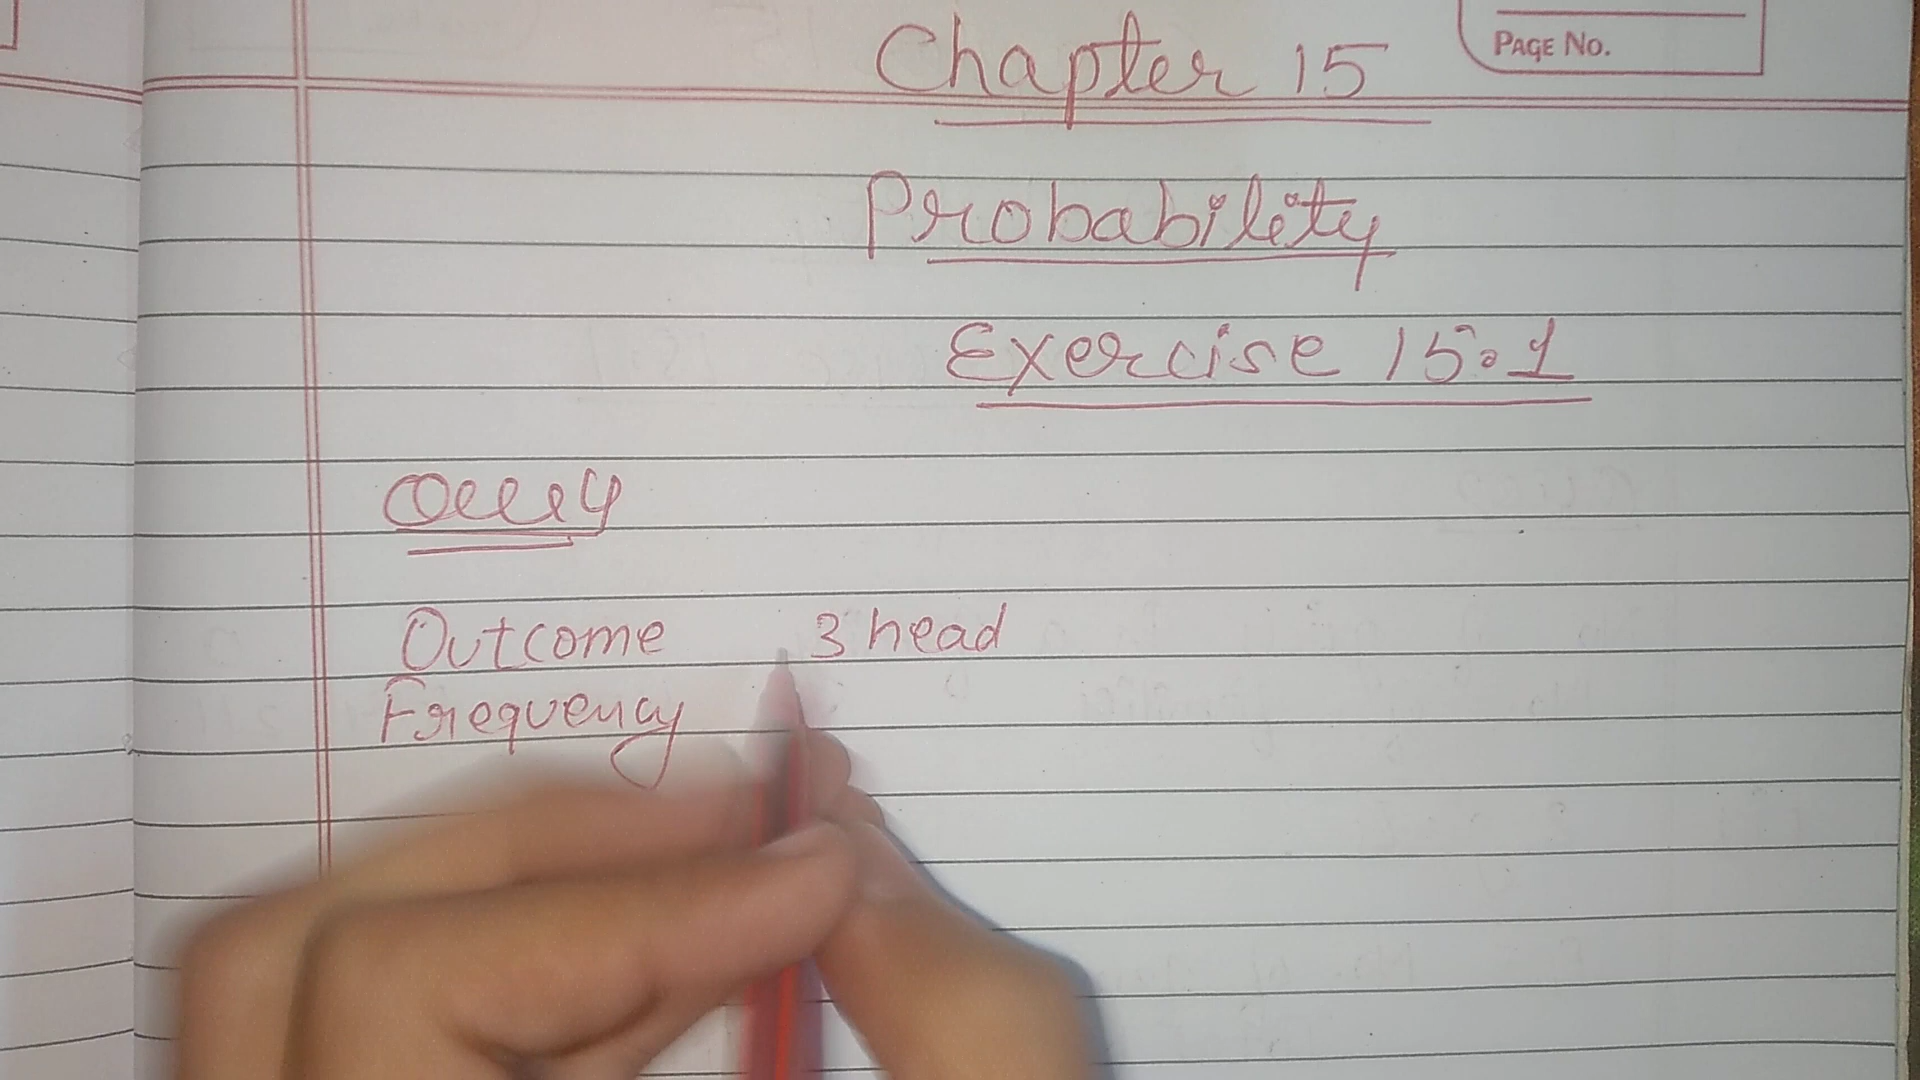 PAGE NO.
Chapter 15
Probability
Exercise 15.1
Outcome 3 head
Frequency